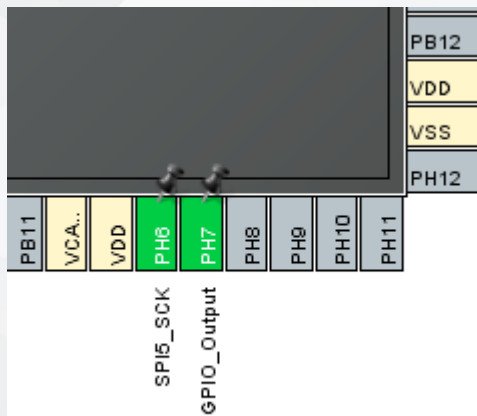 PB12
VDD
VSS
PH12
PB11
VCA..
VDD
PH6
PH7
PH8
PH9
PH10
PH11
SPI5_SCK
GPIO_Output